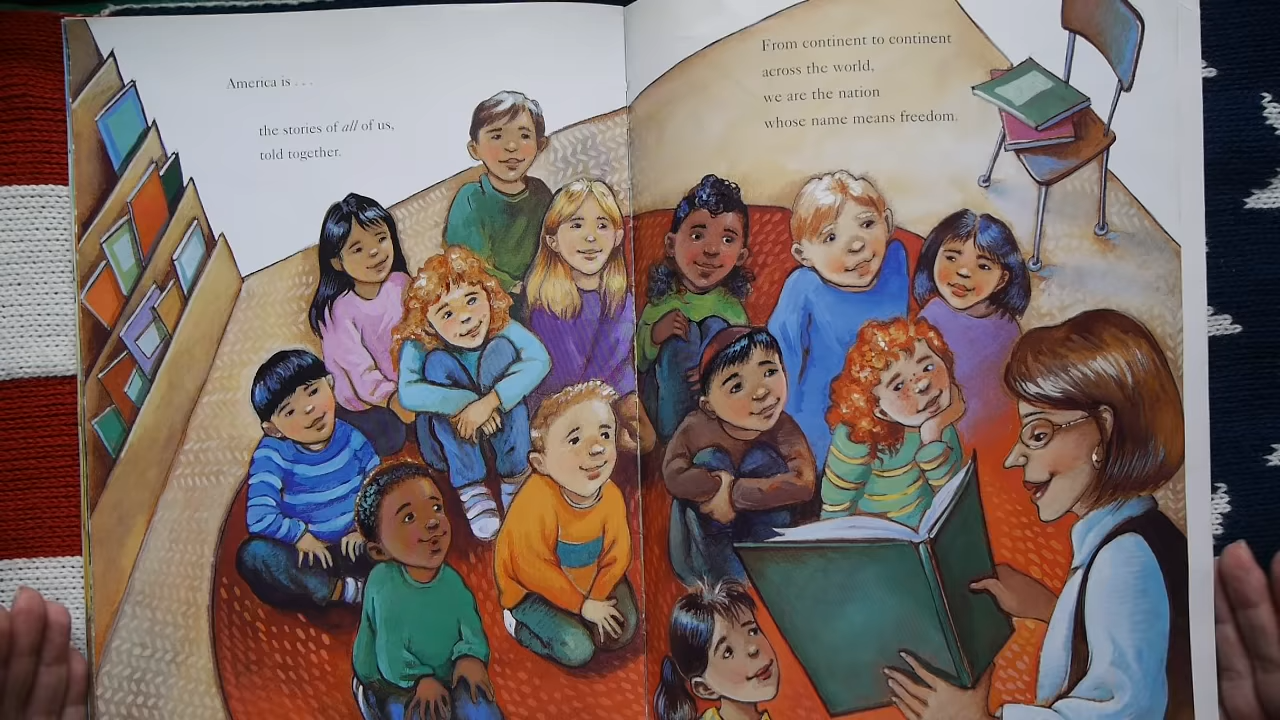 America is . . .
the stories of all of us,
told together.
From continent to continent
across the world,
we are the nation
whose name means freedom.